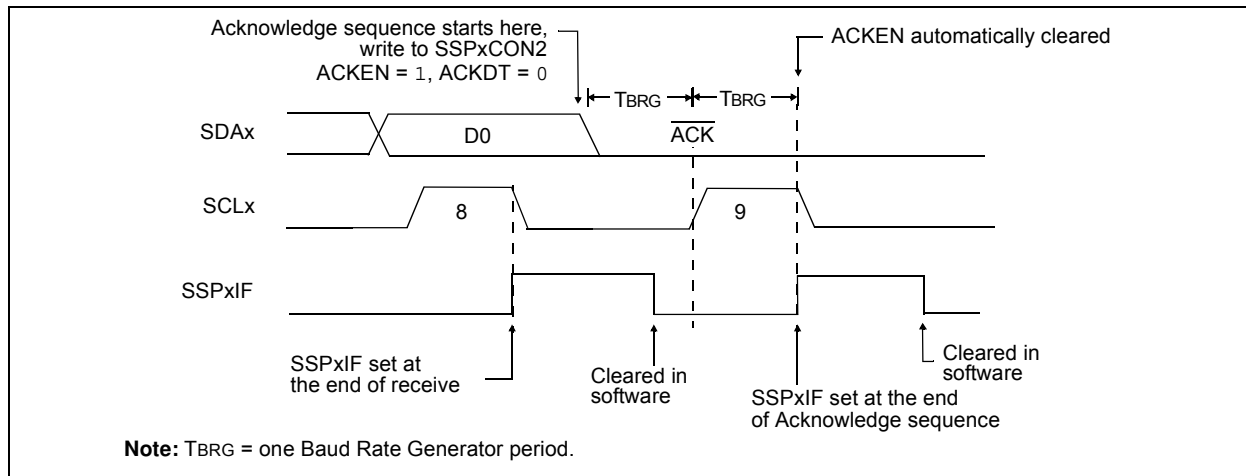 Acknowledge sequence starts here,
write to SSPxCON2
ACKEN = 1, ACKDT = 0
ACKEN automatically cleared
TBRG
TBRG
SDAx
D0
ACK
SCLx
8
9
SSPxIF
SSPxIF set at
the end of receive
Cleared in
software
SSPxIF set at the end
of Acknowledge sequence
Cleared in
software
Note: TBRG = one Baud Rate Generator period.